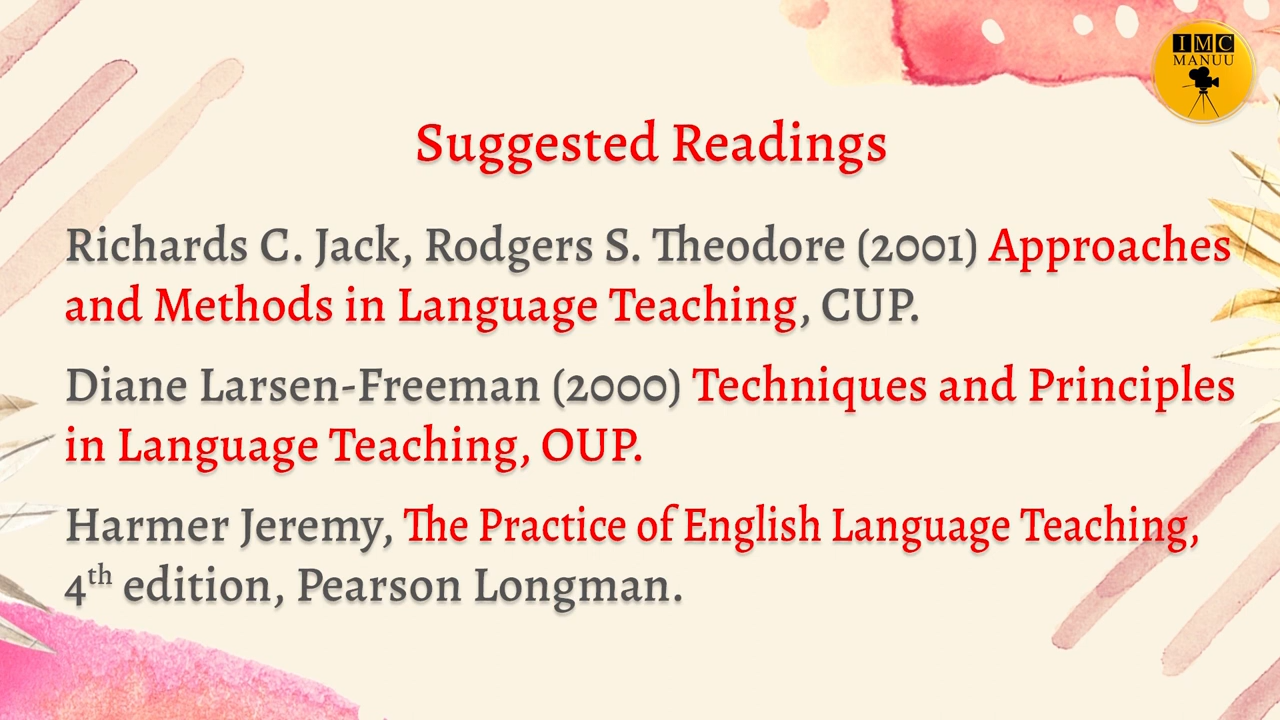 IMC
MANUU
Suggested Readings
Richards C. Jack, Rodgers S. Theodore (2001) Approaches
and Methods in Language Teaching, CUP.
Diane Larsen-Freeman (2000) Techniques and Principles
in Language Teaching, OUP.
Harmer Jeremy, The Practice of English Language Teaching,
4th edition, Pearson Longman.